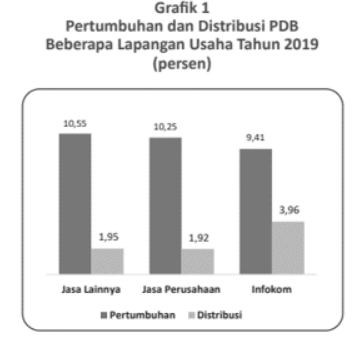 Grafik 1
Pertumbuhan dan Distribusi PDB
Beberapa Lapangan Usaha Tahun 2019
(persen)
10,55
10,25
9,41
1,95
1,92
3,96
Jasa Lainnya
Jasa Perusahaan
Infokom
Pertumbuhan
Distribusi